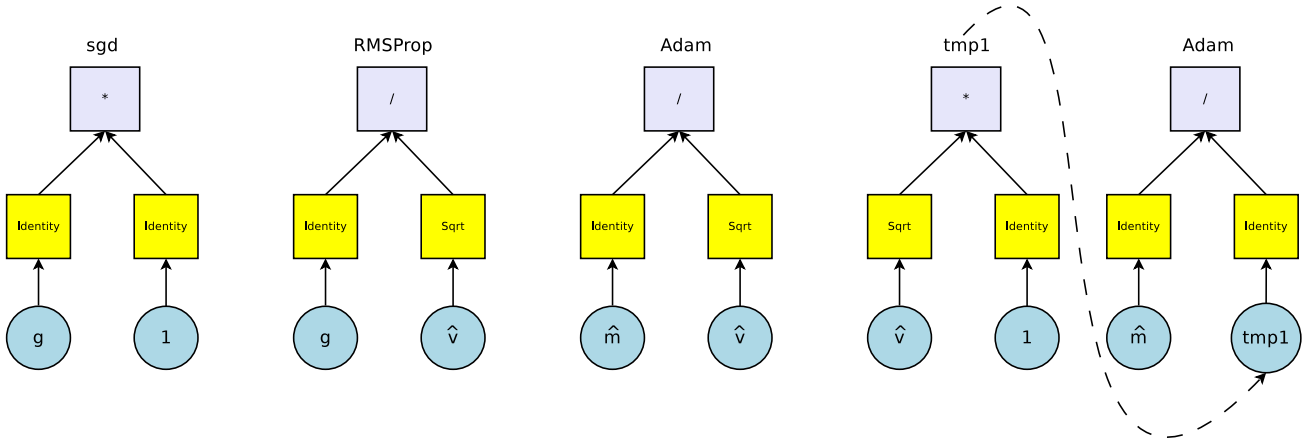 sgd RMSProp Adam tmp1 Adam
* / / * /
Identity Identity Identity Sqrt Identity Sqrt Sqrt Identity Identity Identity
g 1 g v̂ m̂ v̂ v̂ 1 m̂ tmp1